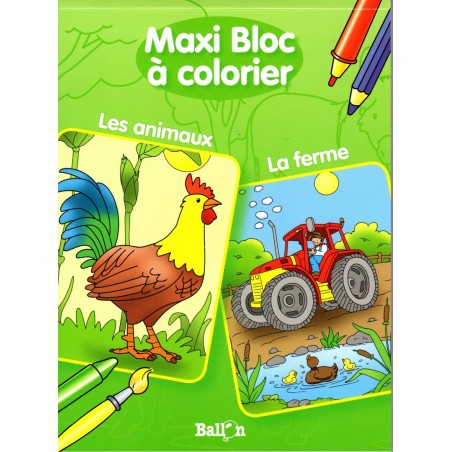 Maxi Bloc
à colorier
Les animaux
La ferme
Ballon